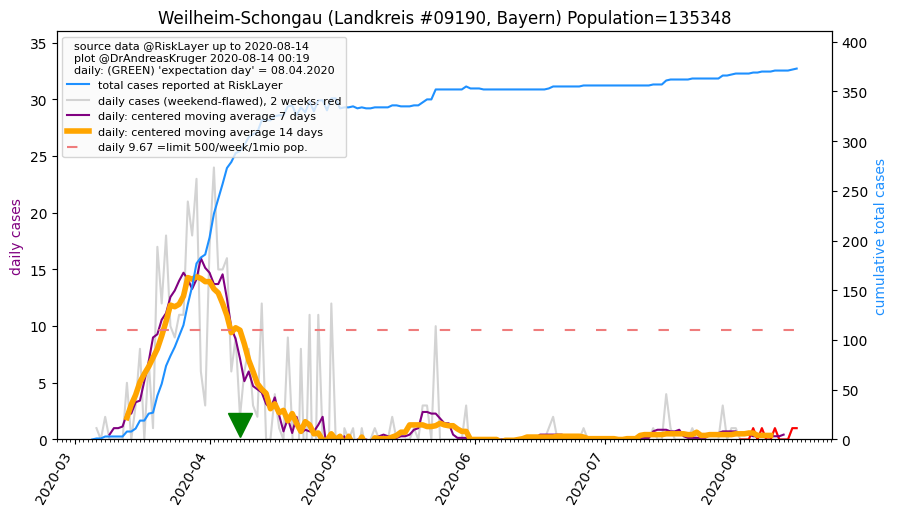 Weilheim-Schongau (Landkreis #09190, Bayern) Population=135348
source data @RiskLayer up to 2020-08-14
plot @DrAndreasKruger 2020-08-14 00:19
daily: (GREEN) 'expectation day' = 08.04.2020
total cases reported at RiskLayer
daily cases (weekend-flawed), 2 weeks: red
daily: centered moving average 7 days
daily: centered moving average 14 days
daily 9.67 =limit 500/week/1mio pop.
daily cases
35
30
25
20
15
10
5
0
400
350
300
250
200
150
100
50
0
cumulative total cases
2020-03
2020-04
2020-05
2020-06
2020-07
2020-08